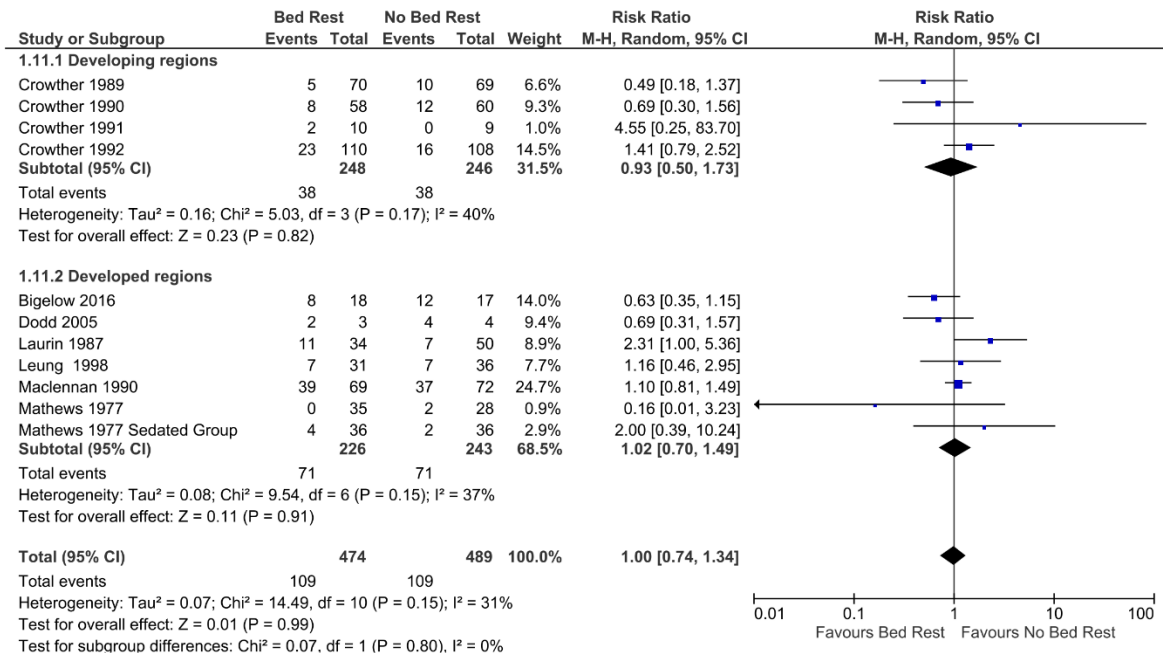 Bed Rest No Bed Rest Risk Ratio Risk Ratio
Study or Subgroup Events Total Events Total Weight M-H, Random, 95% CI M-H, Random, 95% CI
1.11.1 Developing regions
Crowther 1989 5 70 10 69 6.6% 0.49 [0.18, 1.37]
Crowther 1990 8 58 12 60 9.3% 0.69 [0.30, 1.56]
Crowther 1991 2 10 0 9 1.0% 4.55 [0.25, 83.70]
Crowther 1992 23 110 16 108 14.5% 1.41 [0.79, 2.52]
Subtotal (95% CI) 248 246 31.5% 0.93 [0.50, 1.73]
Total events 38 38
Heterogeneity: Tau² = 0.16; Chi² = 5.03, df = 3 (P = 0.17); I² = 40%
Test for overall effect: Z = 0.23 (P = 0.82)
1.11.2 Developed regions
Bigelow 2016 8 18 12 17 14.0% 0.63 [0.35, 1.15]
Dodd 2005 2 3 4 4 9.4% 0.69 [0.31, 1.57]
Laurin 1987 11 34 7 50 8.9% 2.31 [1.00, 5.36]
Leung 1998 7 31 7 36 7.7% 1.16 [0.46, 2.95]
Maclennan 1990 39 69 37 72 24.7% 1.10 [0.81, 1.49]
Mathews 1977 0 35 2 28 0.9% 0.16 [0.01, 3.23]
Mathews 1977 Sedated Group 4 36 2 36 2.9% 2.00 [0.39, 10.24]
Subtotal (95% CI) 226 243 68.5% 1.02 [0.70, 1.49]
Total events 71 71
Heterogeneity: Tau² = 0.08; Chi² = 9.54, df = 6 (P = 0.15); I² = 37%
Test for overall effect: Z = 0.11 (P = 0.91)
Total (95% CI) 474 489 100.0% 1.00 [0.74, 1.34]
Total events 109 109
Heterogeneity: Tau² = 0.07; Chi² = 14.49, df = 10 (P = 0.15); I² = 31%
Test for overall effect: Z = 0.01 (P = 0.99)
Test for subgroup differences: Chi² = 0.07, df = 1 (P = 0.80), I² = 0%
0.01 0.1 1 10 100
Favours Bed Rest Favours No Bed Rest